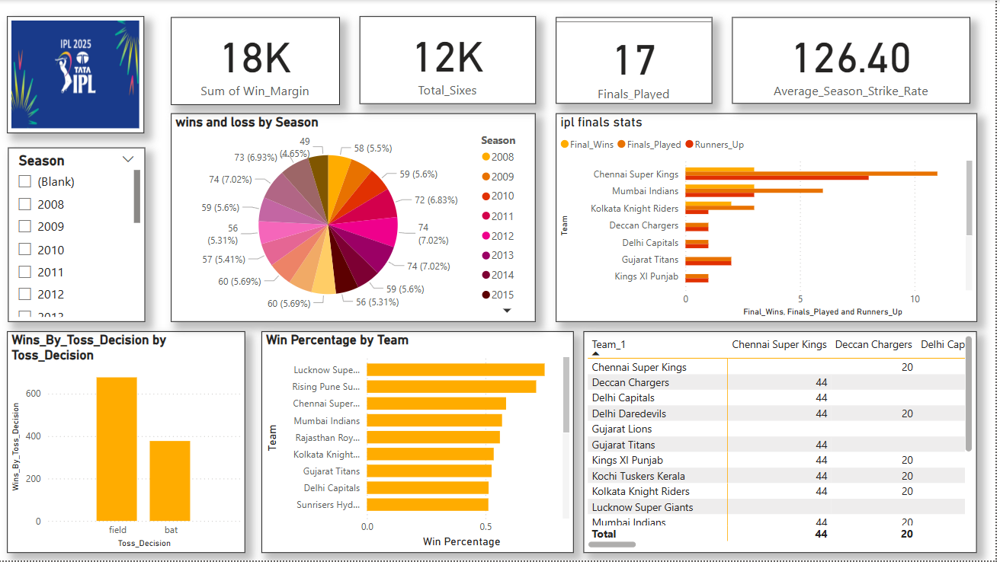 IPL 2025
TATA
IPL
18K
Sum of Win_Margin
12K
Total_Sixes
17
Finals_Played
126.40
Average_Season_Strike_Rate
Season
(Blank)
2008
2009
2010
2011
2012
2013
wins and loss by Season
49
(4.65%)
58 (5.5%)
73 (6.93%)
59 (5.6%)
74 (7.02%)
72 (6.83%)
59 (5.6%)
74
(7.02%)
56
(5.31%)
57 (5.41%)
74 (7.02%)
60 (5.69%)
59 (5.6%)
60 (5.69%)
56 (5.31%)
Season
2008
2009
2010
2011
2012
2013
2014
2015
ipl finals stats
Final_Wins Finals_Played Runners_Up
Team
Chennai Super Kings
Mumbai Indians
Kolkata Knight Riders
Deccan Chargers
Delhi Capitals
Gujarat Titans
Kings XI Punjab
0 5 10
Final_Wins, Finals_Played and Runners_Up
Wins_By_Toss_Decision by
Toss_Decision
Wins_By_Toss_Decision
600
400
200
0
field bat
Toss_Decision
Win Percentage by Team
Team
Lucknow Supe...
Rising Pune Su...
Chennai Super...
Mumbai Indians
Rajasthan Roy...
Kolkata Knight...
Gujarat Titans
Delhi Capitals
Sunrisers Hyd...
0.0 0.5
Win Percentage
Team_1 Chennai Super Kings Deccan Chargers Delhi Cap
Chennai Super Kings 20
Deccan Chargers 44
Delhi Capitals 44
Delhi Daredevils 44 20
Gujarat Lions
Gujarat Titans 44
Kings XI Punjab 44 20
Kochi Tuskers Kerala 44 20
Kolkata Knight Riders 44 20
Lucknow Super Giants
Mumbai Indians 44 20
Total 44 20